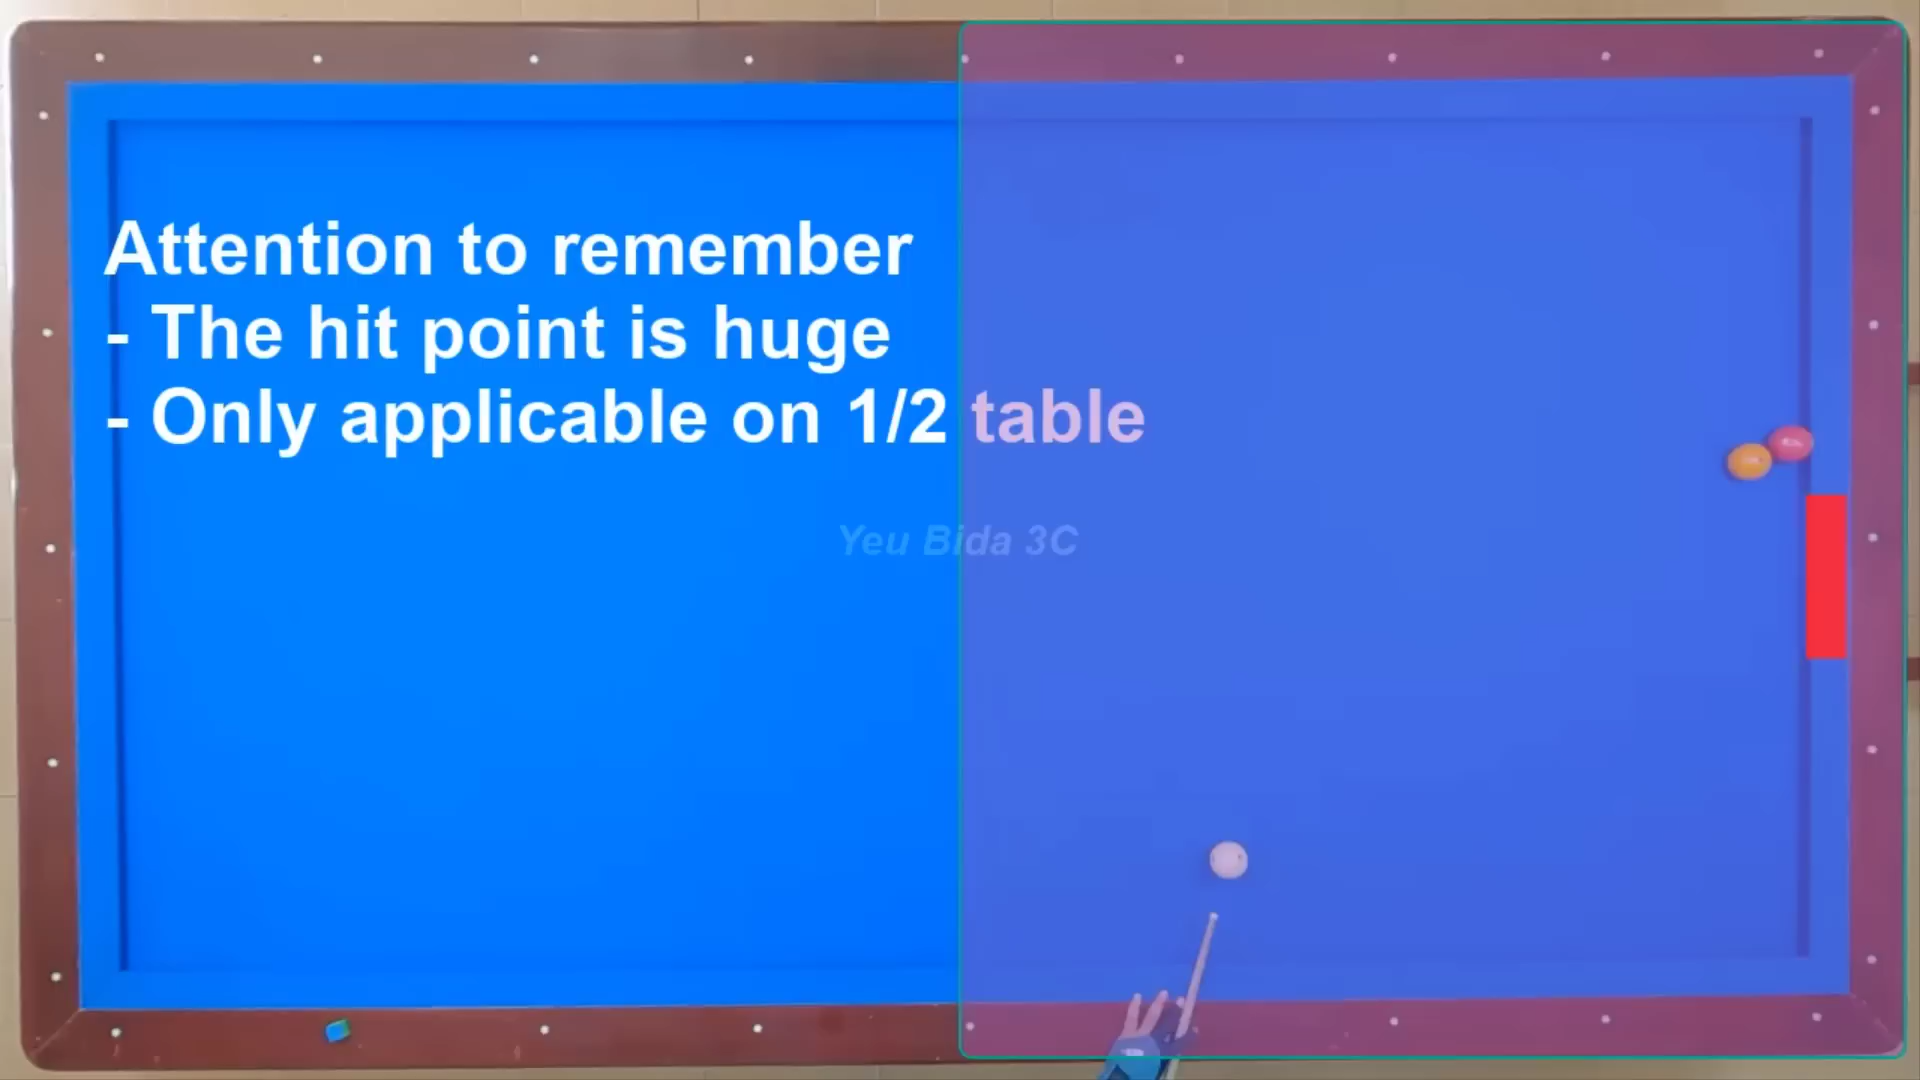 Attention to remember
- The hit point is huge
- Only applicable on 1/2 table
Yeu Bida 3C